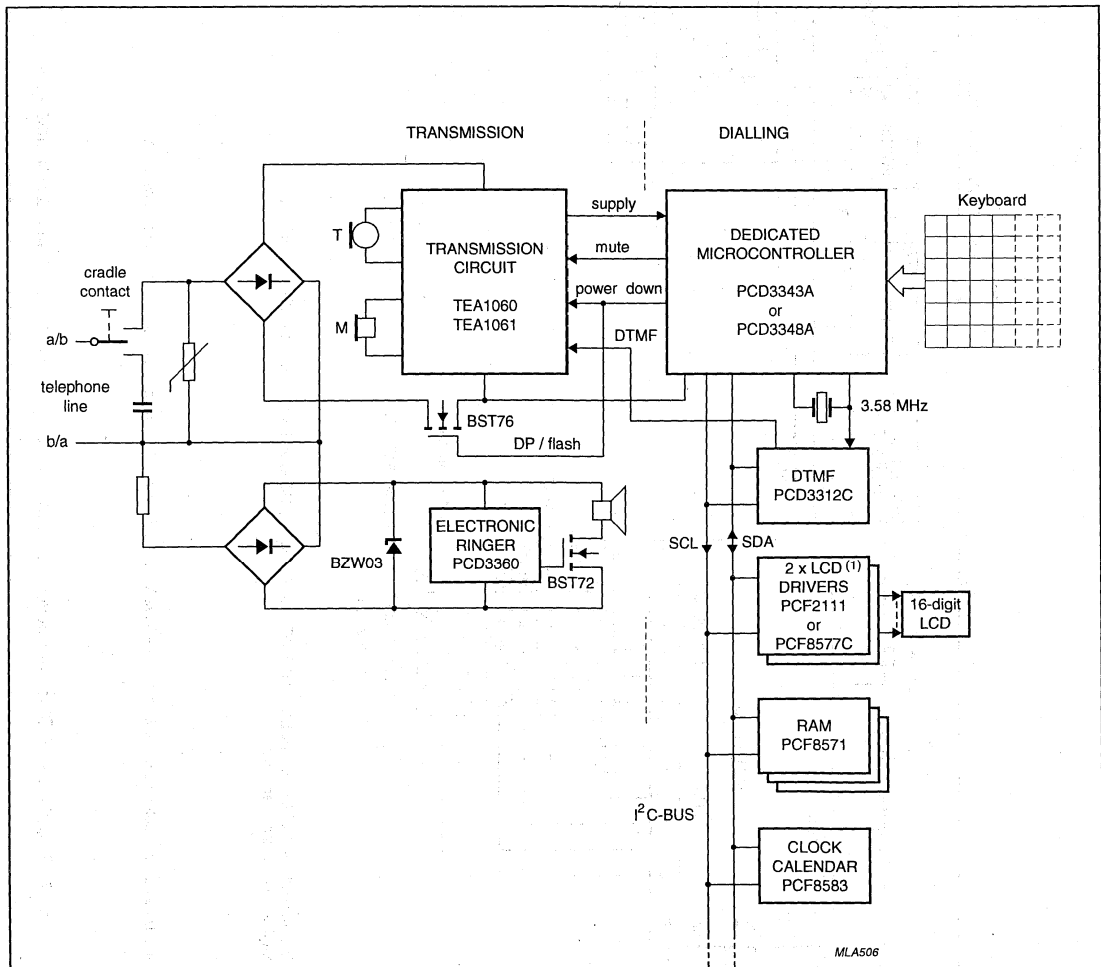 TRANSMISSION
DIALLING
supply
mute
power down
DTMF
T
M
TRANSMISSION
CIRCUIT
TEA1060
TEA1061
DEDICATED
MICROCONTROLLER
PCD3343A
or
PCD3348A
Keyboard
cradle
contact
a/b
telephone
line
b/a
BST76
DP / flash
3.58 MHz
DTMF
PCD3312C
BZW03
ELECTRONIC
RINGER
PCD3360
BST72
SCL
SDA
2 x LCD (1)
DRIVERS
PCF2111
or
PCF8577C
16-digit
LCD
RAM
PCF8571
I2C-BUS
CLOCK
CALENDAR
PCF8583
MLA506